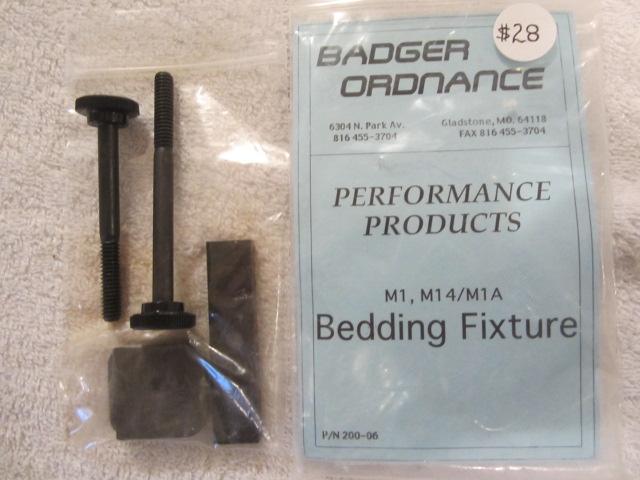 $28
BADGER
ORDNANCE
6304 N. Park Av. Gladstone, MO. 64118
816 455-3704 FAX 816 455-3704
PERFORMANCE
PRODUCTS
M1, M14/M1A
Bedding Fixture
P/N 200-06